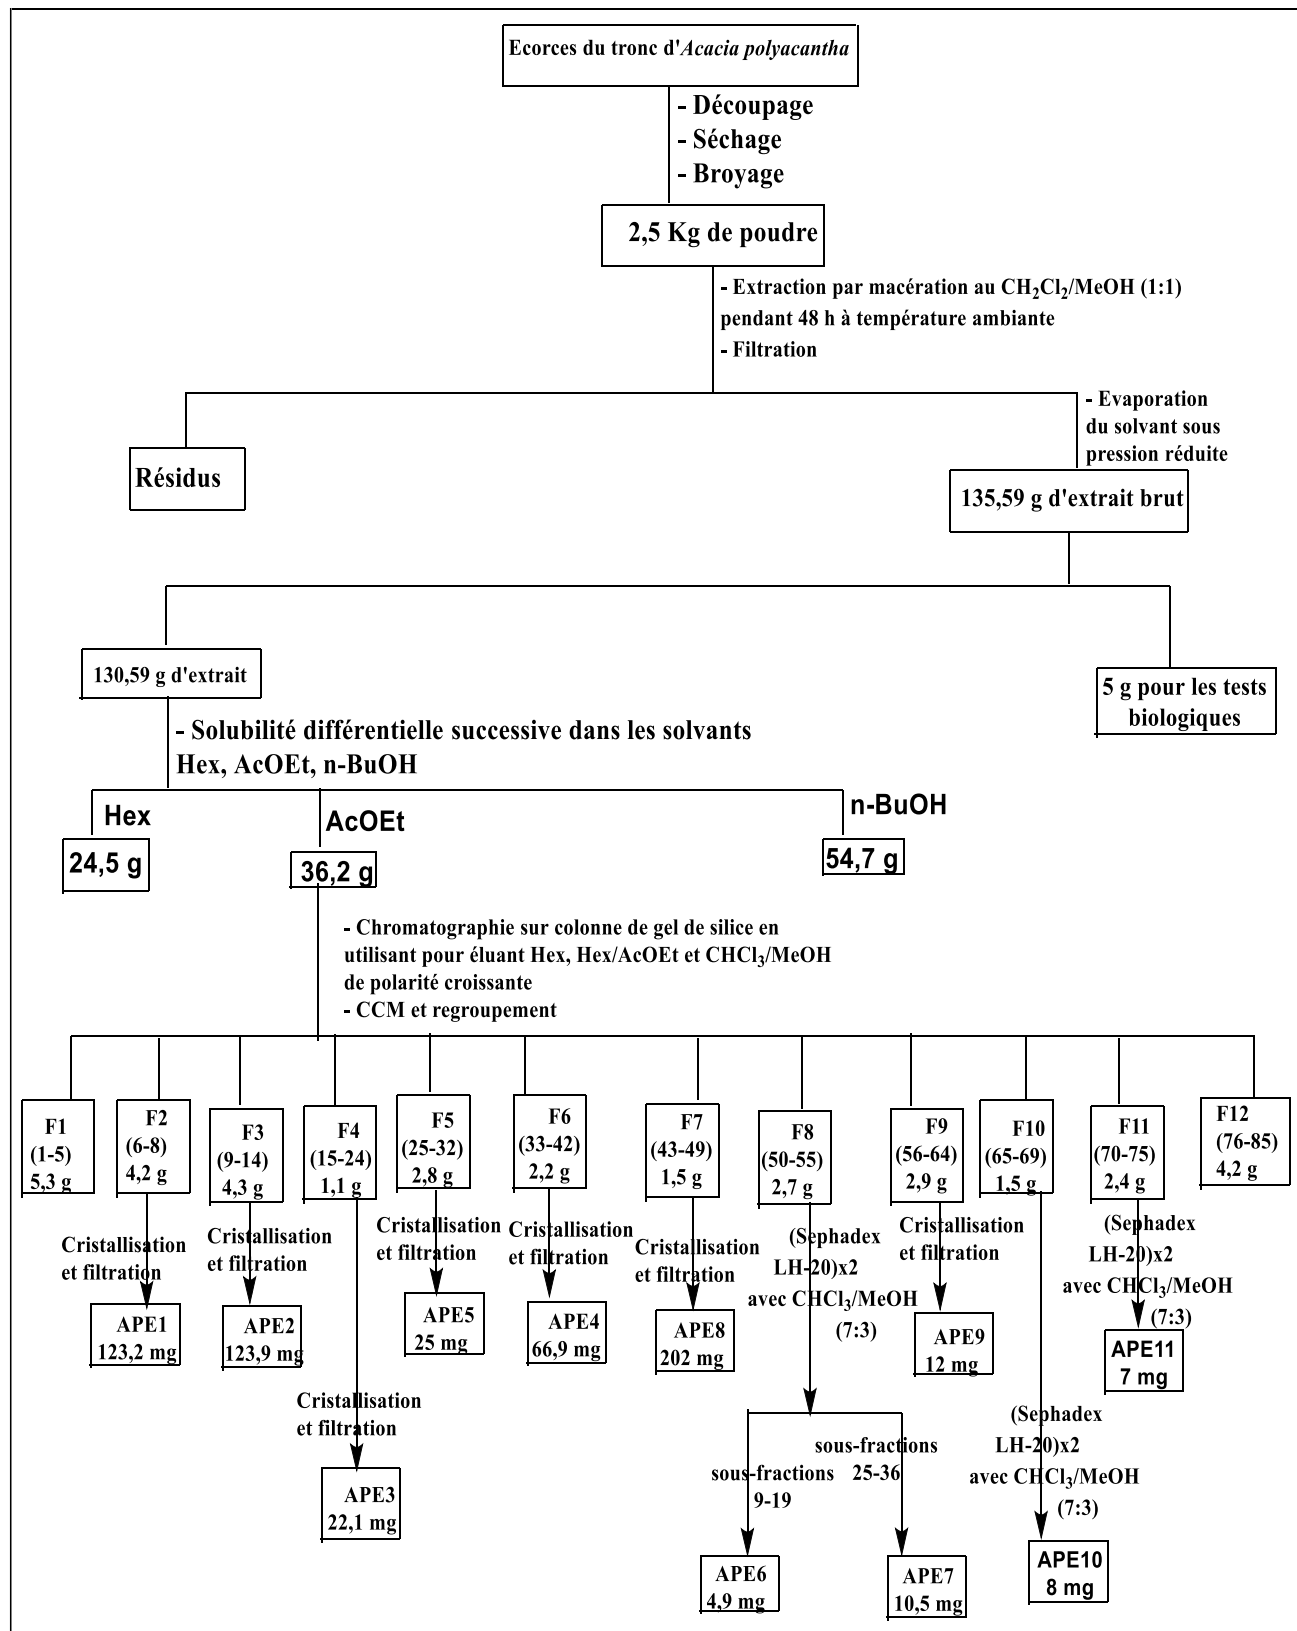 Ecorces du tronc d'Acacia polyacantha
- Découpage
- Séchage
- Broyage
2,5 Kg de poudre
- Extraction par macération au CH2Cl2/MeOH (1:1)
pendant 48 h à température ambiante
- Filtration
- Evaporation
du solvant sous
pression réduite
Résidus
135,59 g d'extrait brut
130,59 g d'extrait
5 g pour les tests
biologiques
- Solubilité différentielle successive dans les solvants
Hex, AcOEt, n-BuOH
Hex
24,5 g
AcOEt
36,2 g
n-BuOH
54,7 g
- Chromatographie sur colonne de gel de silice en
utilisant pour éluant Hex, Hex/AcOEt et CHCl3/MeOH
de polarité croissante
- CCM et regroupement
F1
(1-5)
5,3 g
F2
(6-8)
4,2 g
F3
(9-14)
4,3 g
F4
(15-24)
1,1 g
F5
(25-32)
2,8 g
F6
(33-42)
2,2 g
F7
(43-49)
1,5 g
F8
(50-55)
2,7 g
F9
(56-64)
2,9 g
F10
(65-69)
1,5 g
F11
(70-75)
2,4 g
F12
(76-85)
4,2 g
Cristallisation
et filtration
APE1
123,2 mg
Cristallisation
et filtration
APE2
123,9 mg
Cristallisation
et filtration
APE3
22,1 mg
Cristallisation
et filtration
APE5
25 mg
Cristallisation
et filtration
APE4
66,9 mg
Cristallisation
et filtration
APE8
202 mg
(Sephadex
LH-20)x2
avec CHCl3/MeOH
(7:3)
sous-fractions
9-19
APE6
4,9 mg
sous-fractions
25-36
APE7
10,5 mg
Cristallisation
et filtration
APE9
12 mg
(Sephadex
LH-20)x2
avec CHCl3/MeOH
(7:3)
APE10
8 mg
(Sephadex
LH-20)x2
avec CHCl3/MeOH
(7:3)
APE11
7 mg